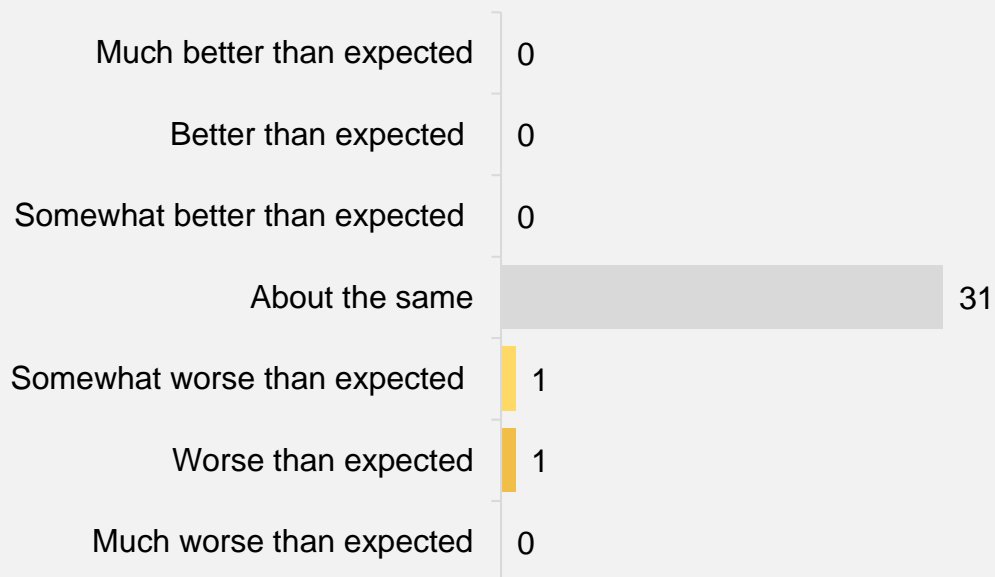 Much better than expected 0
Better than expected 0
Somewhat better than expected 0
About the same 31
Somewhat worse than expected 1
Worse than expected 1
Much worse than expected 0